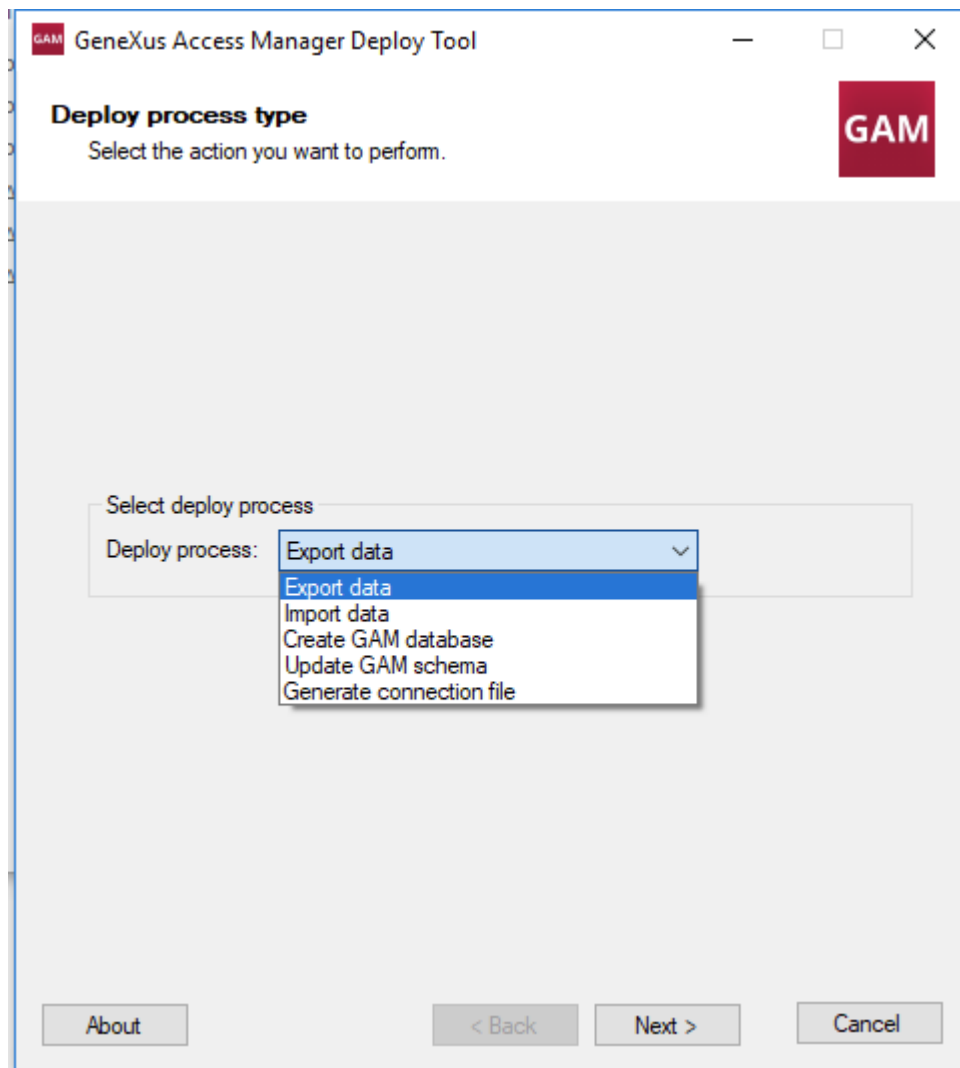 GAM GeneXus Access Manager Deploy Tool
Deploy process type
Select the action you want to perform.
GAM
Select deploy process
Deploy process: Export data
Export data
Import data
Create GAM database
Update GAM schema
Generate connection file
About < Back Next > Cancel